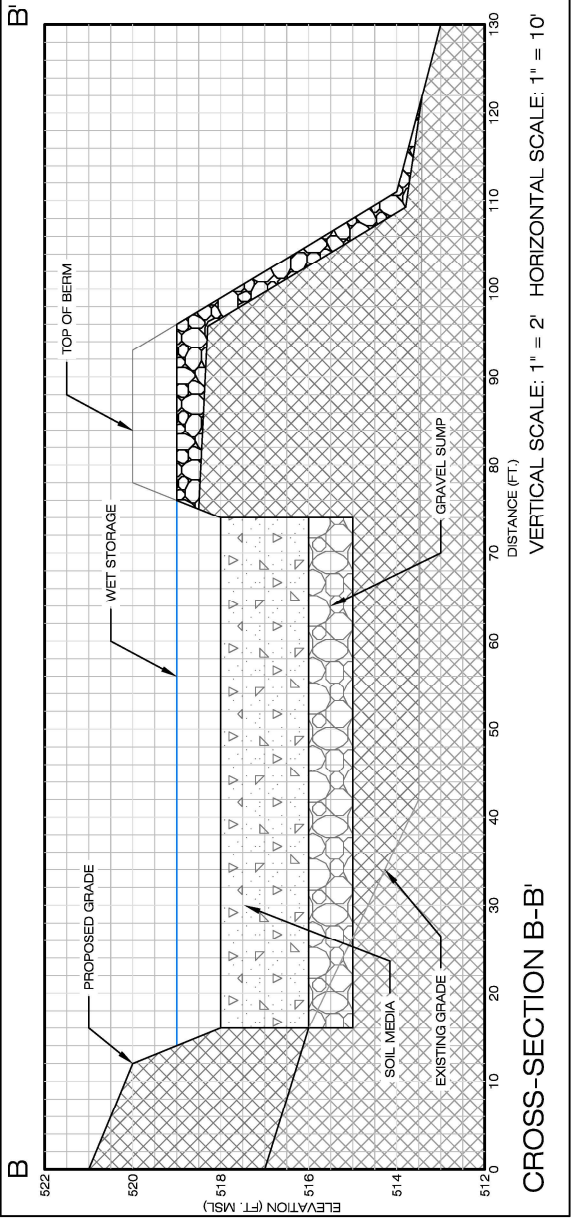 B
B'
522
520
518
516
514
512
ELEVATION (FT. MSL)
PROPOSED GRADE
WET STORAGE
TOP OF BERM
SOIL MEDIA
EXISTING GRADE
GRAVEL SUMP
0
10
20
30
40
50
60
70
80
90
100
110
120
130
DISTANCE (FT.)
CROSS-SECTION B-B'
VERTICAL SCALE: 1" = 2' HORIZONTAL SCALE: 1" = 10'